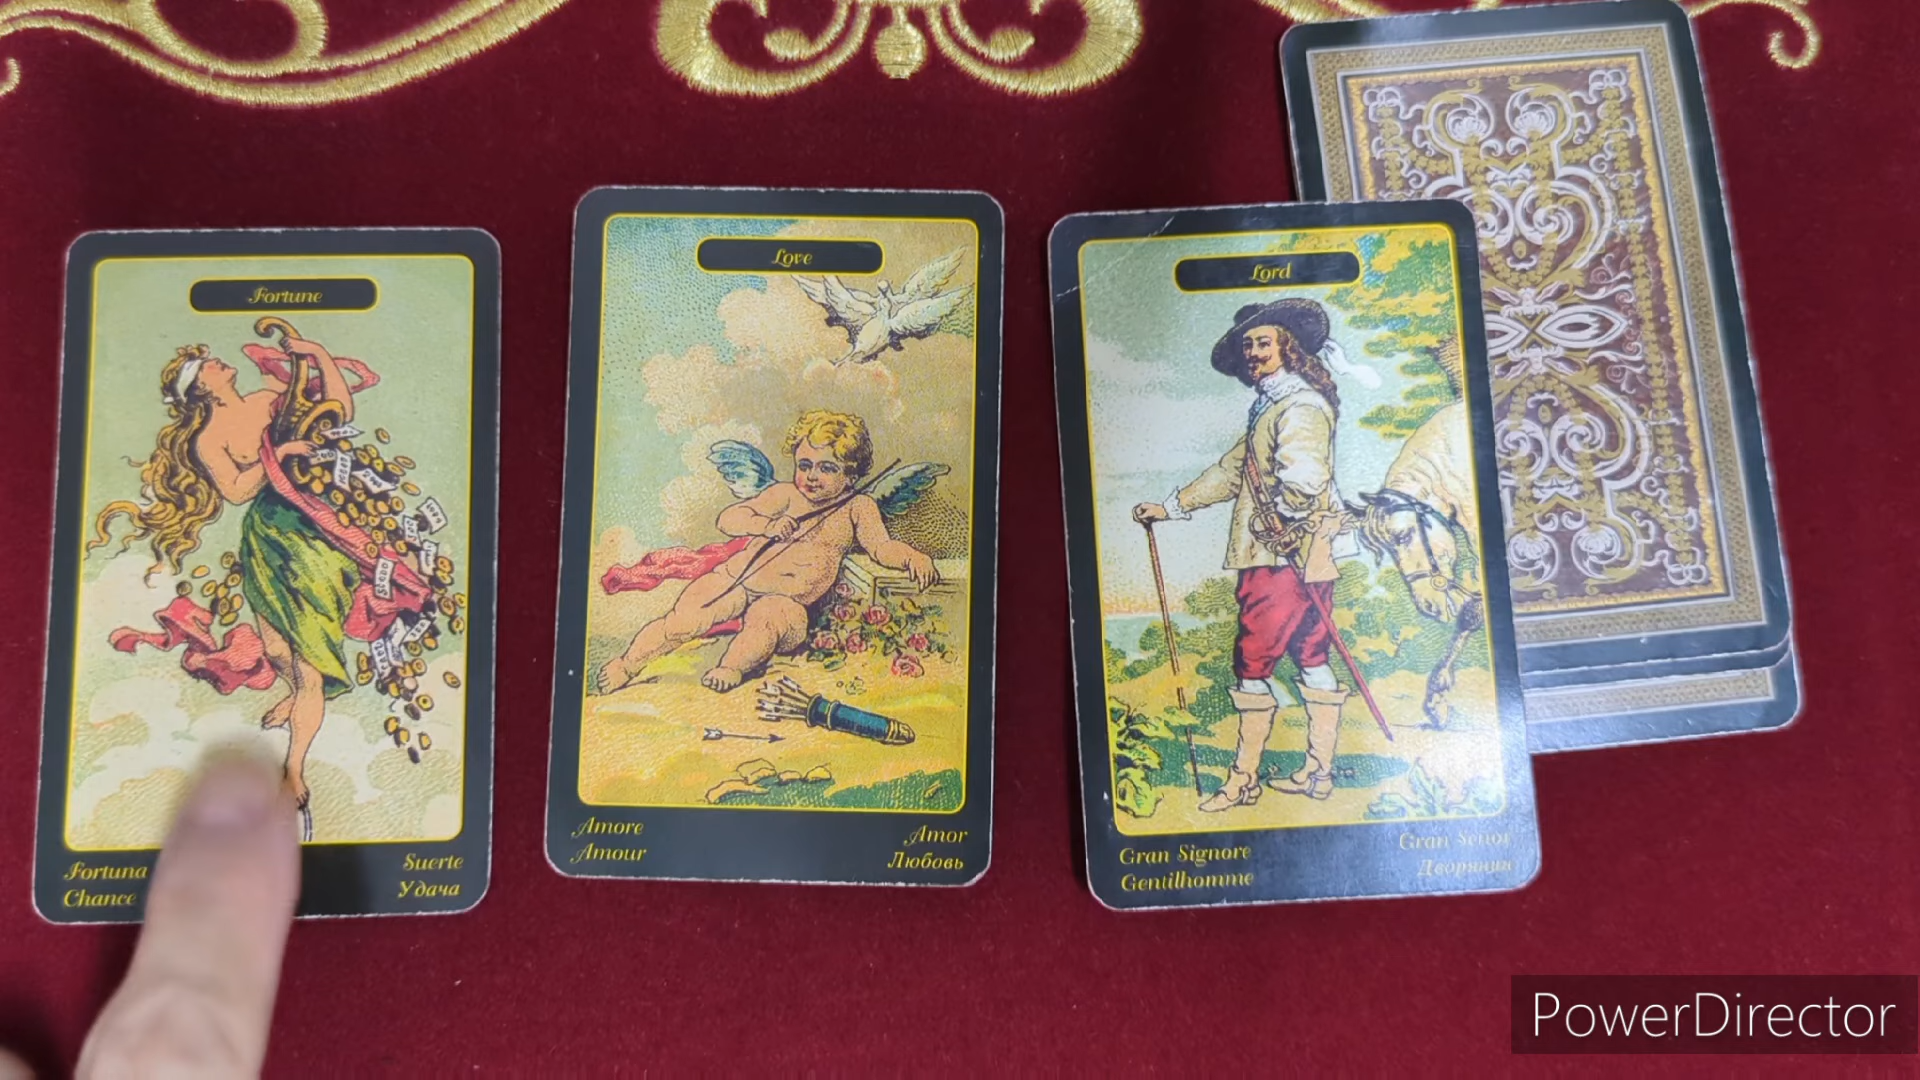 Fortune
Fortuna
Chance
Suerte
Удача
Love
Amore
Amour
Amor
Любовь
Lord
Gran Signore
Gentilhomme
Gran Señor
Дворянин
PowerDirector